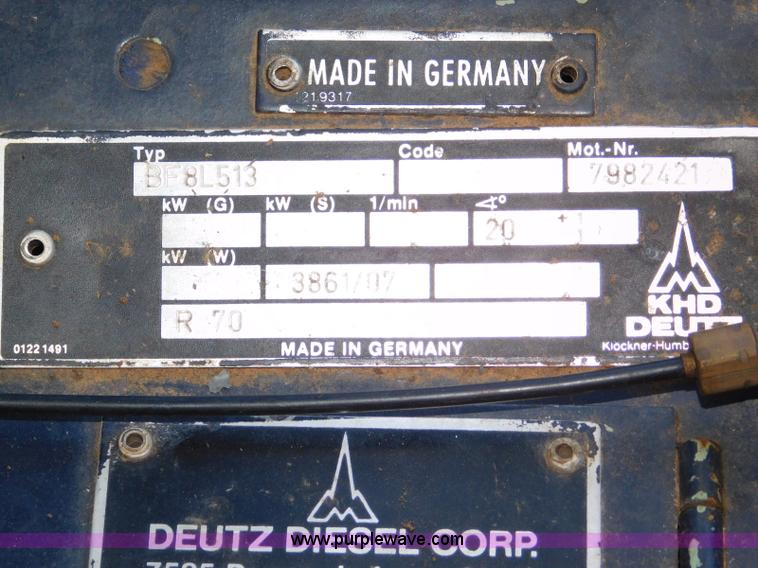 MADE IN GERMANY
219317
Typ Code Mot.-Nr.
BF8L513 7982421
kW (G) kW (S) 1/min ∢°
20 +
kW (W)
3861/07
R 70
KHD
DEUTZ
01221491 MADE IN GERMANY Klöckner-Humb
DEUTZ DIESEL CORP.
www.purplewave.com
7585